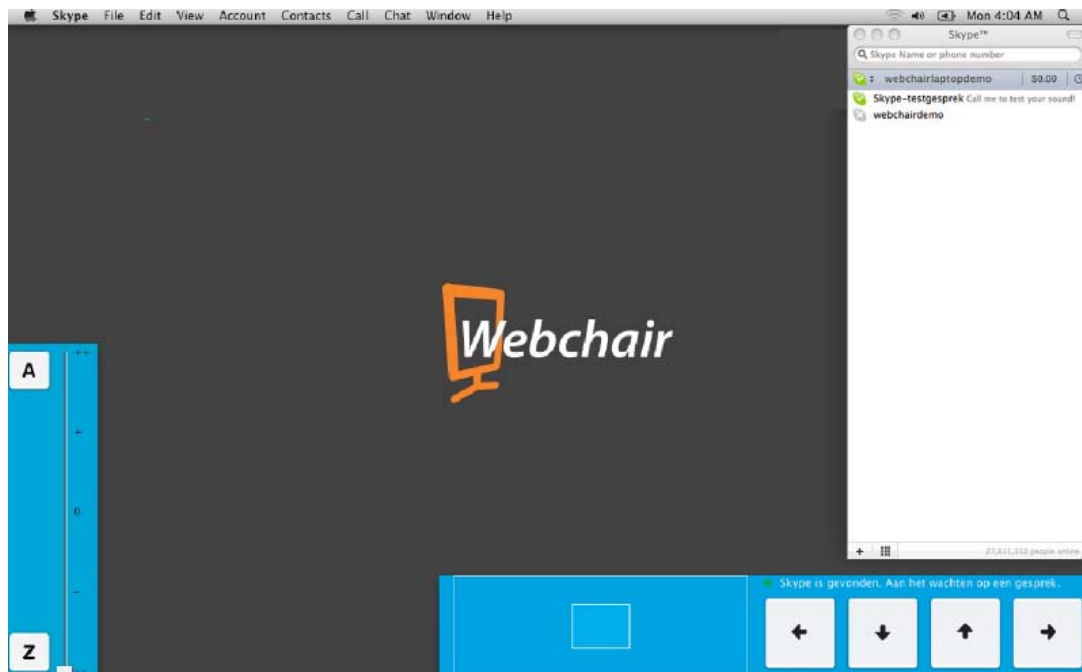 Skype File Edit View Account Contacts Call Chat Window Help Mon 4:04 AM
Skype™
Skype Name or phone number
webchairlaptopdemo $0.00
Skype-testgesprek Call me to test your sound!
webchairdemo
Webchair
A
++
+
0
-
Z
people online
Skype is gevonden. Aan het wachten op een gesprek.